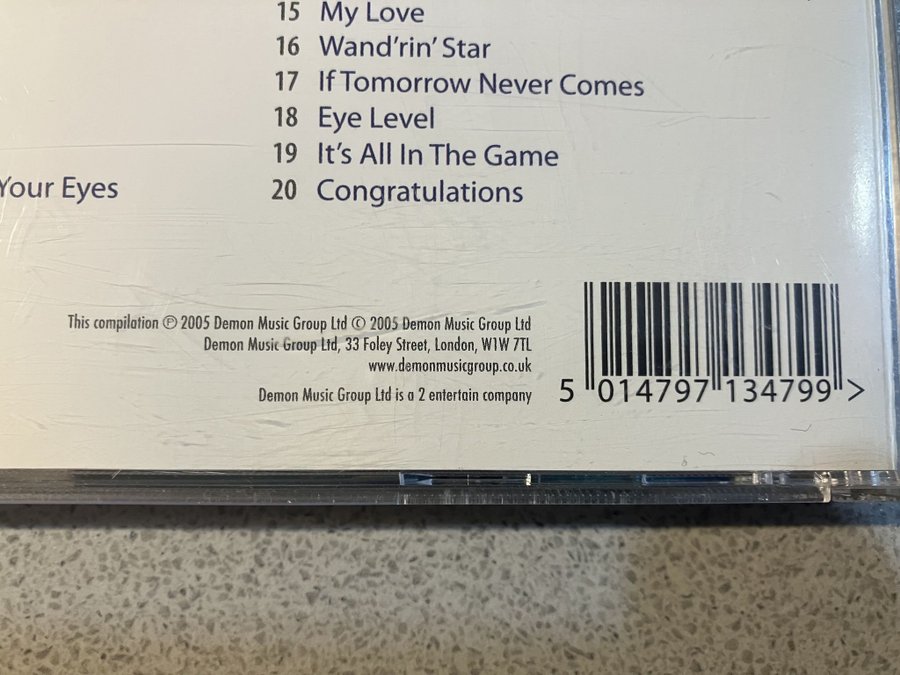 15 My Love
16 Wand'rin' Star
17 If Tomorrow Never Comes
18 Eye Level
19 It's All In The Game
Your Eyes
20 Congratulations
This compilation ℗ 2005 Demon Music Group Ltd © 2005 Demon Music Group Ltd
Demon Music Group Ltd, 33 Foley Street, London, W1W 7TL
www.demonmusicgroup.co.uk
Demon Music Group Ltd is a 2 entertain company
5 014797 134799 >